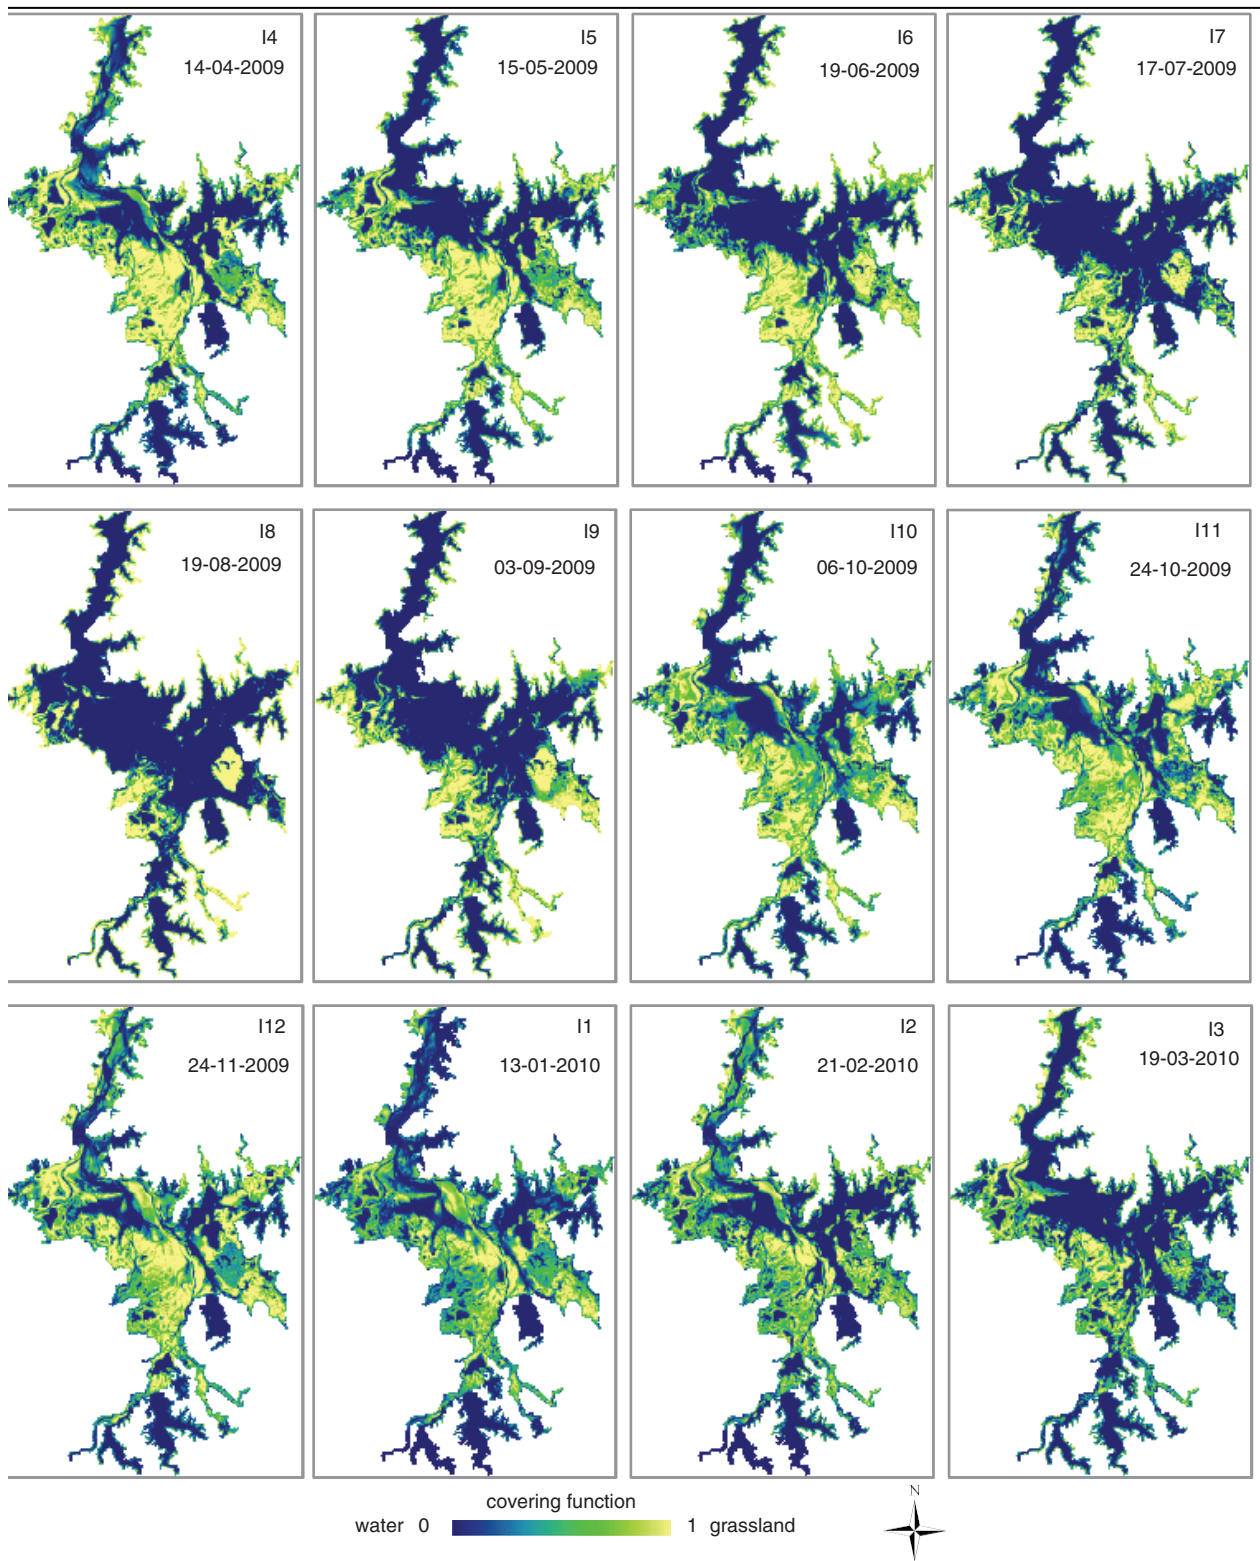 I4
14-04-2009
I5
15-05-2009
I6
19-06-2009
I7
17-07-2009
I8
19-08-2009
I9
03-09-2009
I10
06-10-2009
I11
24-10-2009
I12
24-11-2009
I1
13-01-2010
I2
21-02-2010
I3
19-03-2010
covering function
water 0 1 grassland
N